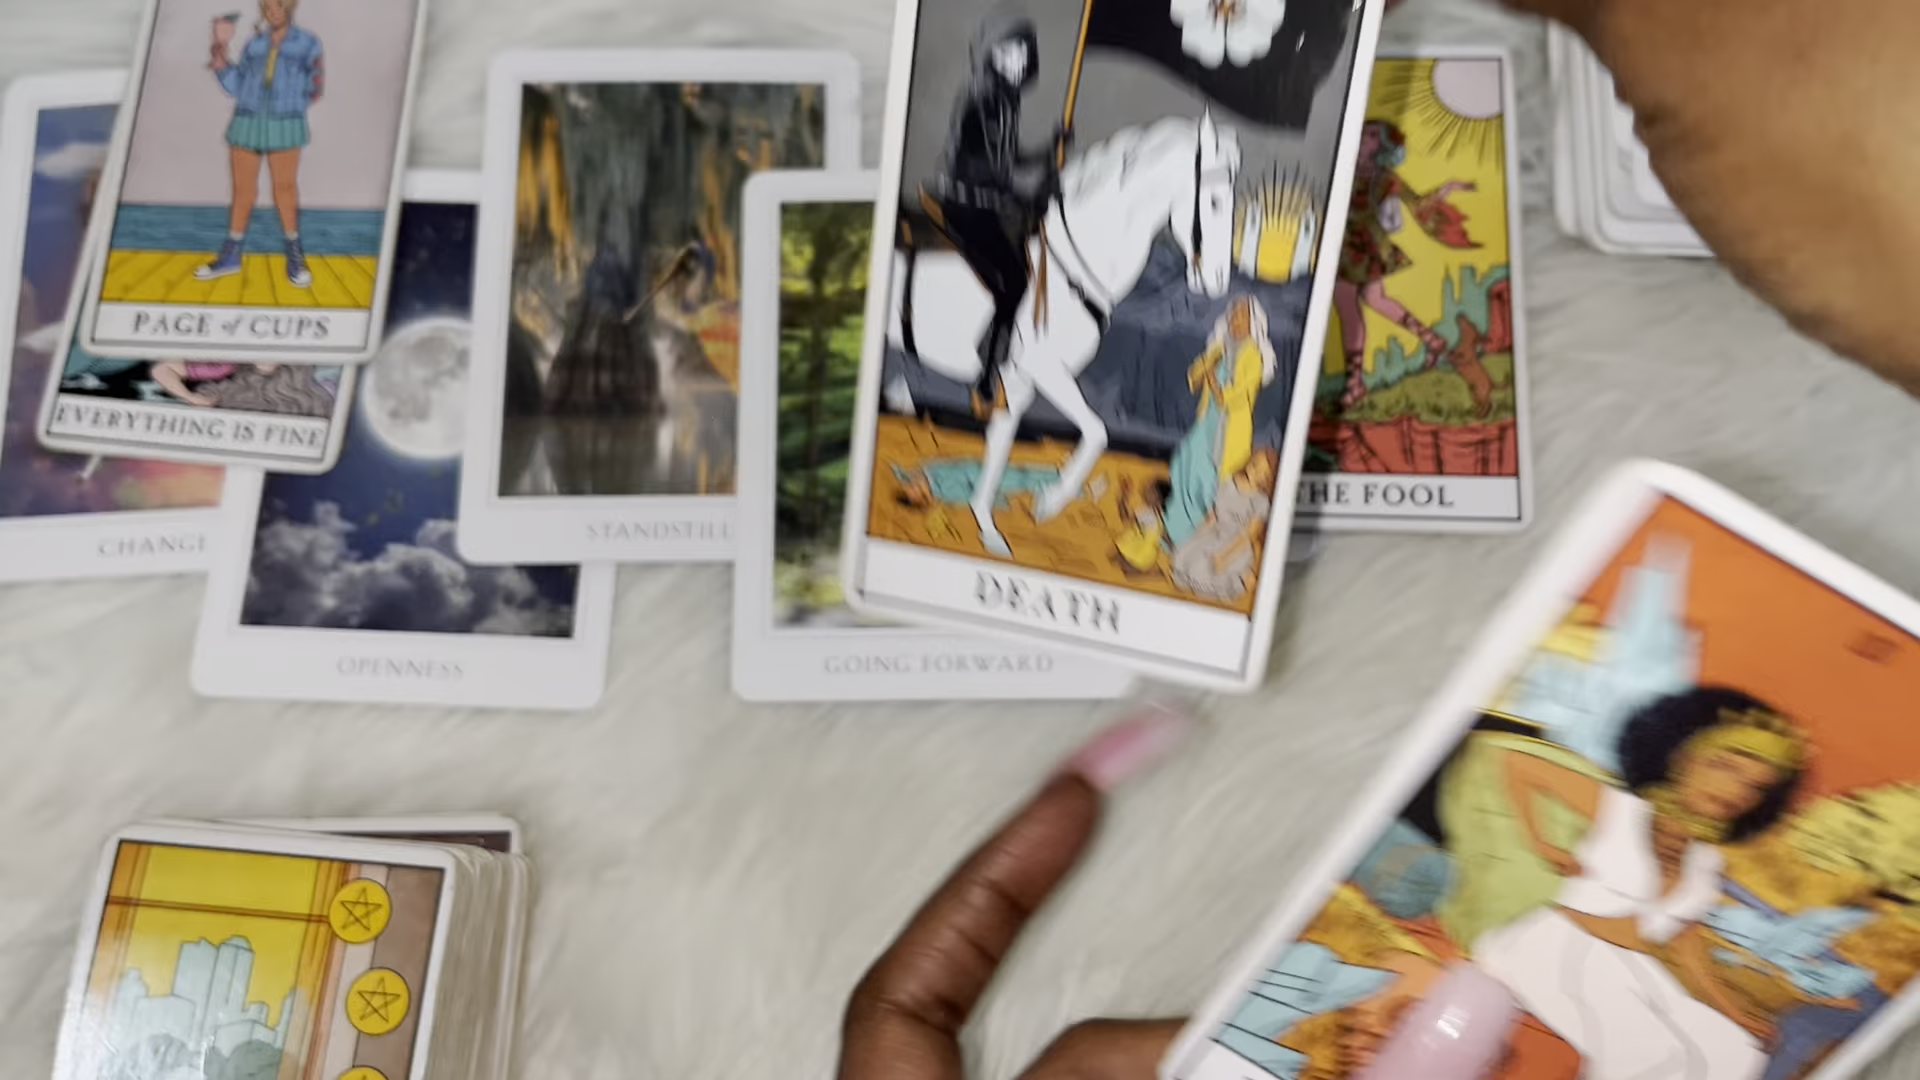 PAGE of CUPS
EVERYTHING IS FINE
CHANGE
OPENNESS
STANDSTILL
GOING FORWARD
DEATH
THE FOOL